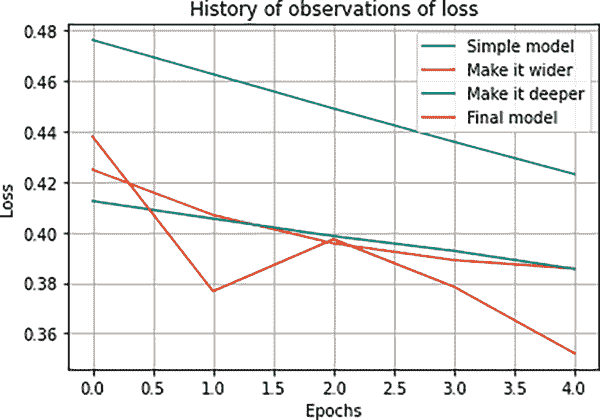 History of observations of loss
0.48
0.46
0.44
0.42
0.40
0.38
0.36
Loss
Simple model
Make it wider
Make it deeper
Final model
0.0 0.5 1.0 1.5 2.0 2.5 3.0 3.5 4.0
Epochs